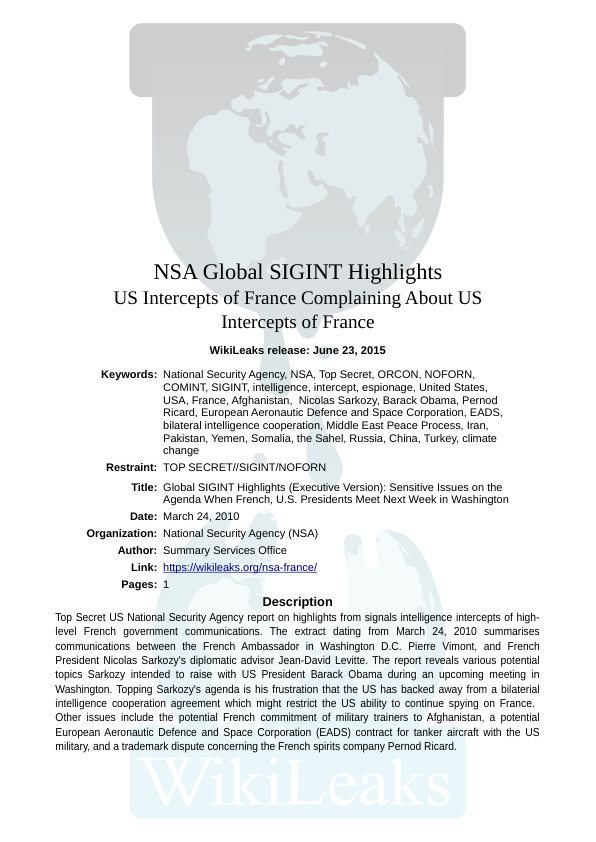 NSA Global SIGINT Highlights
US Intercepts of France Complaining About US
Intercepts of France
WikiLeaks release: June 23, 2015
Keywords: National Security Agency, NSA, Top Secret, ORCON, NOFORN,
COMINT, SIGINT, intelligence, intercept, espionage, United States,
USA, France, Afghanistan,  Nicolas Sarkozy, Barack Obama, Pernod
Ricard, European Aeronautic Defence and Space Corporation, EADS,
bilateral intelligence cooperation, Middle East Peace Process, Iran,
Pakistan, Yemen, Somalia, the Sahel, Russia, China, Turkey, climate
change
Restraint: TOP SECRET//SIGINT/NOFORN
Title: Global SIGINT Highlights (Executive Version): Sensitive Issues on the
Agenda When French, U.S. Presidents Meet Next Week in Washington
Date: March 24, 2010
Organization: National Security Agency (NSA)
Author: Summary Services Office
Link: https://wikileaks.org/nsa-france/
Pages: 1
Description
Top Secret US National Security Agency report on highlights from signals intelligence intercepts of high-
level French government communications. The extract dating from March 24, 2010 summarises
communications between the French Ambassador in Washington D.C. Pierre Vimont, and French
President Nicolas Sarkozy's diplomatic advisor Jean-David Levitte. The report reveals various potential
topics Sarkozy intended to raise with US President Barack Obama during an upcoming meeting in
Washington. Topping Sarkozy's agenda is his frustration that the US has backed away from a bilaterial
intelligence cooperation agreement which might restrict the US ability to continue spying on France.
Other issues include the potential French commitment of military trainers to Afghanistan, a potential
European Aeronautic Defence and Space Corporation (EADS) contract for tanker aircraft with the US
military, and a trademark dispute concerning the French spirits company Pernod Ricard.
WikiLeaks